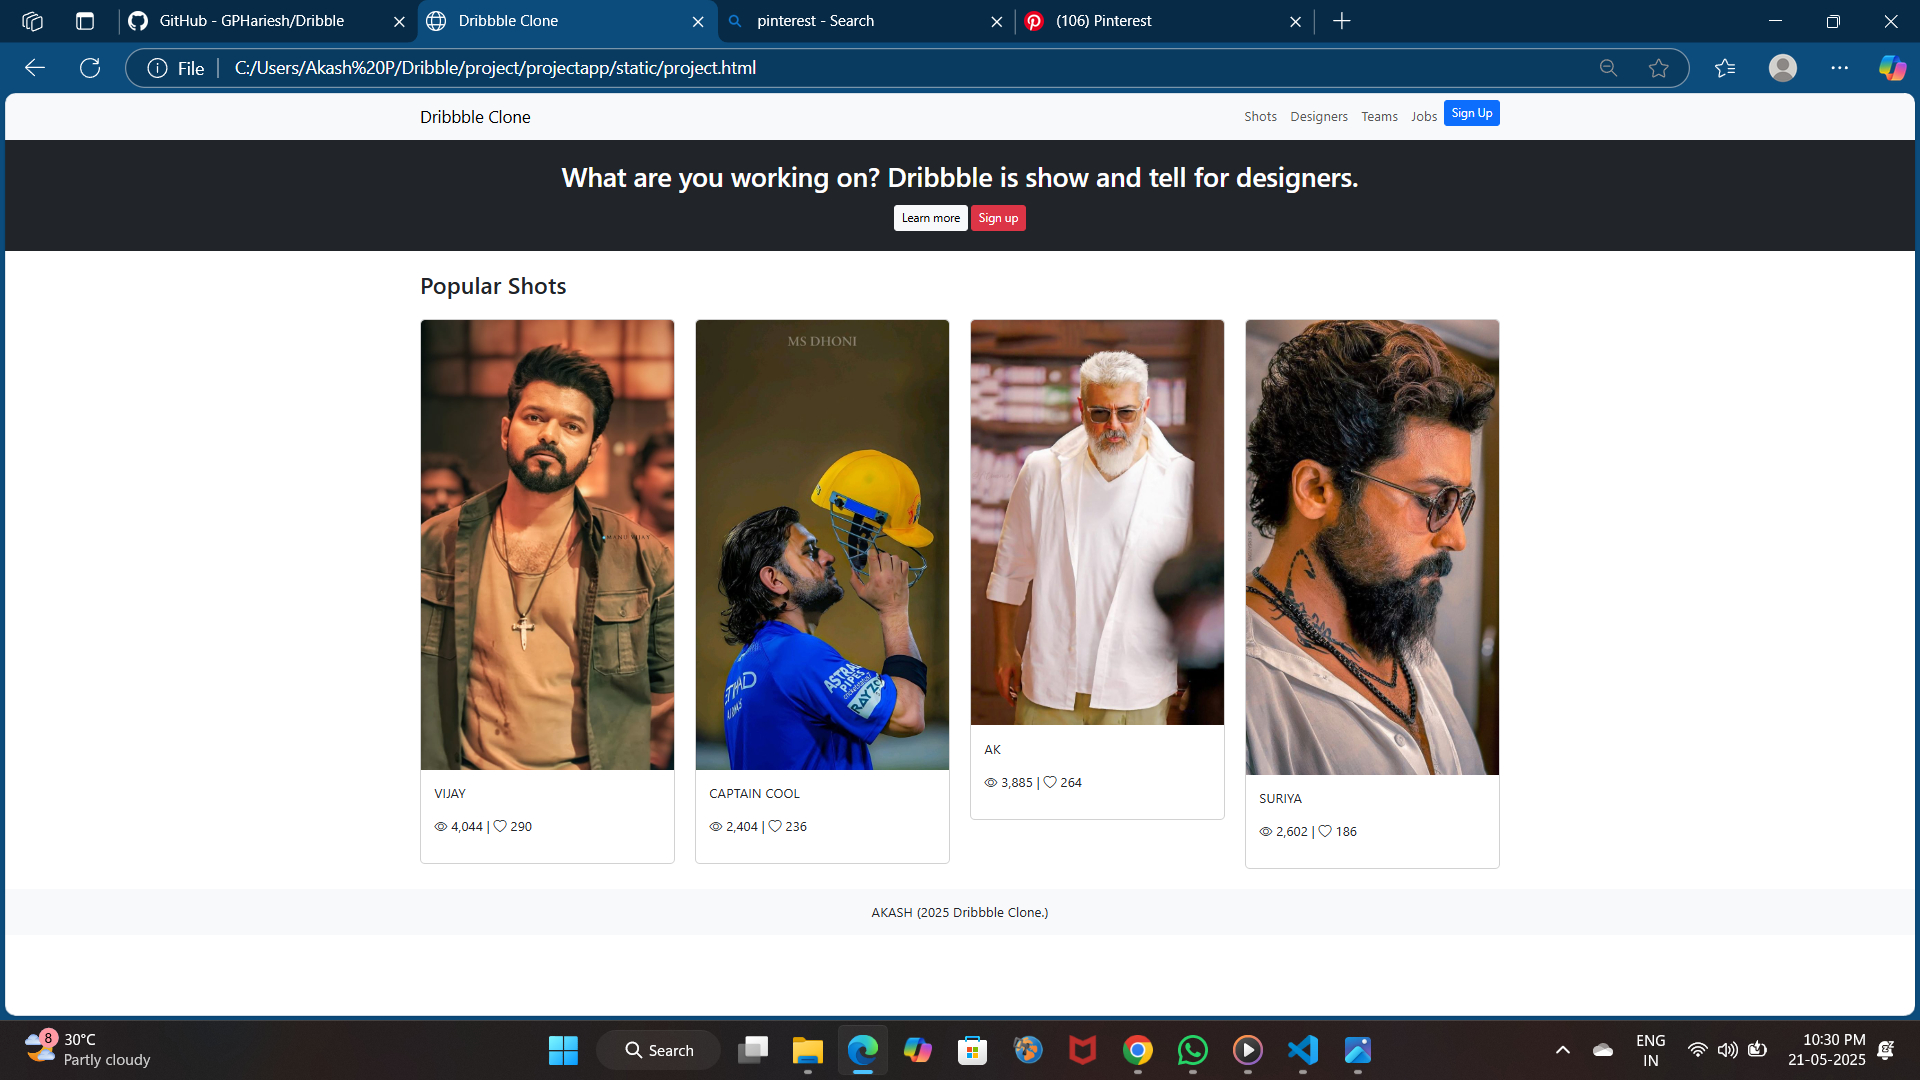 GitHub - GPHariesh/Dribble
Dribbble Clone
pinterest - Search
(106) Pinterest
File
C:/Users/Akash%20P/Dribble/project/projectapp/static/project.html
Dribbble Clone
Shots Designers Teams Jobs Sign Up
What are you working on? Dribbble is show and tell for designers.
Learn more Sign up
Popular Shots
MS DHONI
ASTRAL
PIPES
RAYZO
VIJAY
4,044 | 290
CAPTAIN COOL
2,404 | 236
AK
3,885 | 264
SURIYA
2,602 | 186
AKASH (2025 Dribbble Clone.)
8
30°C
Partly cloudy
Search
ENG
IN
10:30 PM
21-05-2025